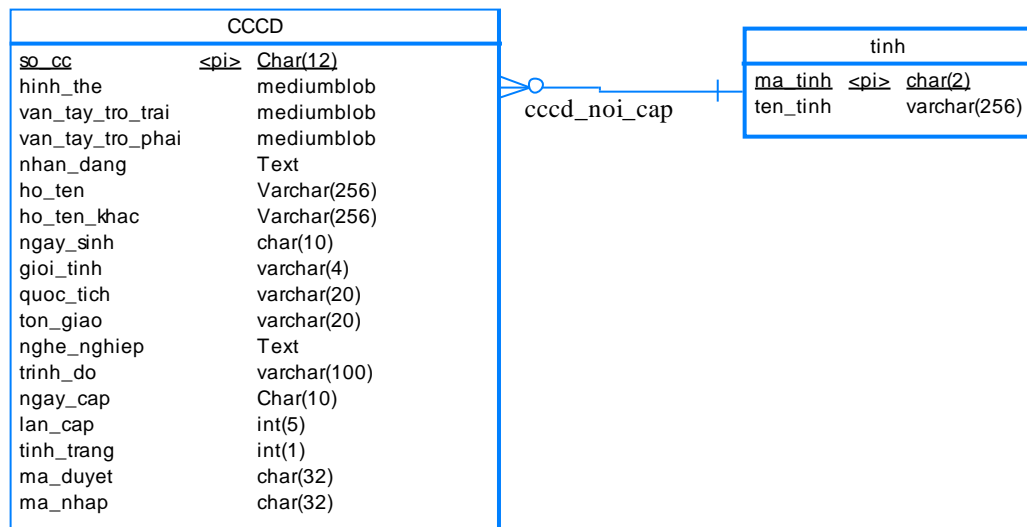 CCCD
so_cc <pi> Char(12)
hinh_the mediumblob
van_tay_tro_trai mediumblob
van_tay_tro_phai mediumblob
nhan_dang Text
ho_ten Varchar(256)
ho_ten_khac Varchar(256)
ngay_sinh char(10)
gioi_tinh varchar(4)
quoc_tich varchar(20)
ton_giao varchar(20)
nghe_nghiep Text
trinh_do varchar(100)
ngay_cap Char(10)
lan_cap int(5)
tinh_trang int(1)
ma_duyet char(32)
ma_nhap char(32)
cccd_noi_cap
tinh
ma_tinh <pi> char(2)
ten_tinh varchar(256)